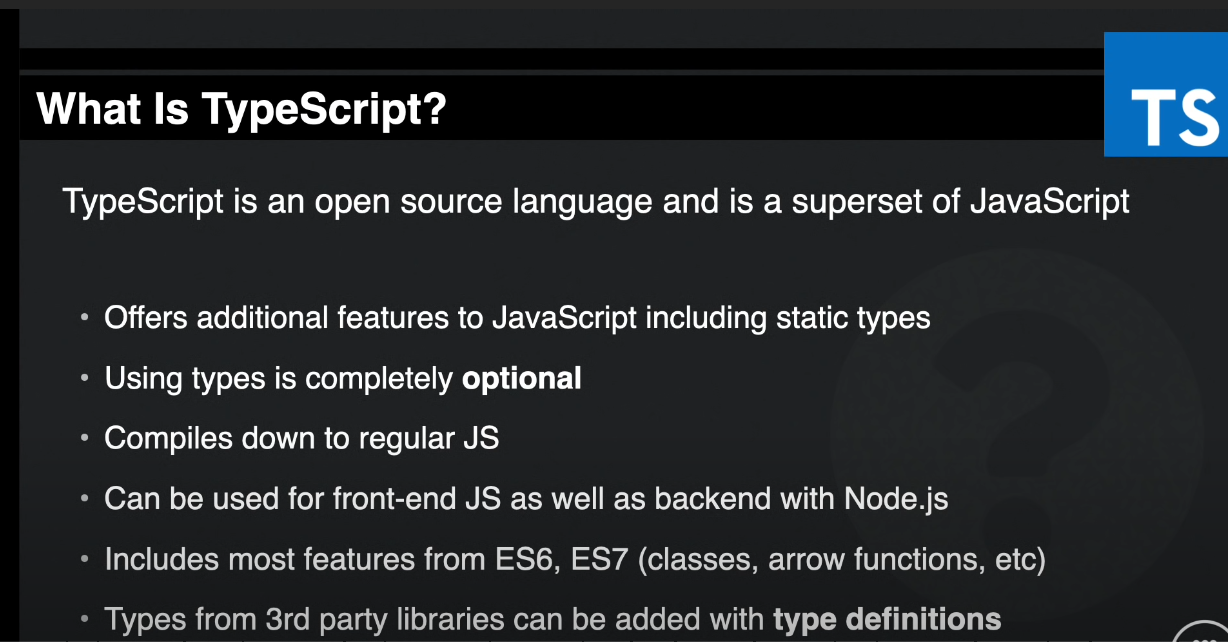 What Is TypeScript?
TS
TypeScript is an open source language and is a superset of JavaScript
• Offers additional features to JavaScript including static types
• Using types is completely optional
• Compiles down to regular JS
• Can be used for front-end JS as well as backend with Node.js
• Includes most features from ES6, ES7 (classes, arrow functions, etc)
• Types from 3rd party libraries can be added with type definitions